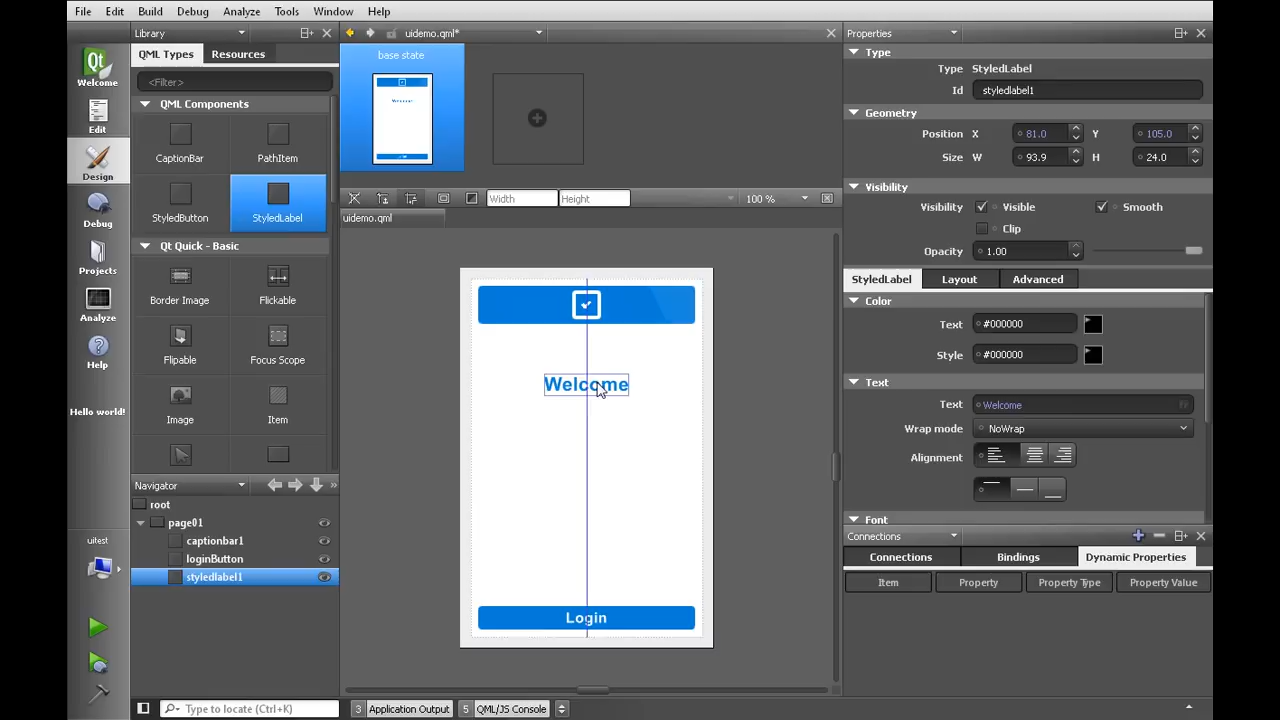 File Edit Build Debug Analyze Tools Window Help
Library
uidemo.qml*
Properties
QML Types Resources
base state
Type
Type StyledLabel
Welcome
<Filter>
Id styledlabel1
QML Components
Geometry
Edit
CaptionBar PathItem
Position X 81.0 Y 105.0
Size W 93.9 H 24.0
Design
StyledButton StyledLabel
Visibility
Width Height 100 %
Visibility Visible Smooth
Debug
uidemo.qml
Clip
Qt Quick - Basic
Opacity 1.00
Projects
Border Image Flickable
StyledLabel Layout Advanced
Color
Analyze
Text #000000
Flipable Focus Scope
Style #000000
Help
Welcome
Text
Text Welcome
Hello world!
Image Item
Wrap mode NoWrap
Alignment
Navigator
root
page01
Font
captionbar1
Connections
uitest
loginButton
Connections Bindings Dynamic Properties
styledlabel1
Item Property Property Type Property Value
Login
Type to locate (Ctrl+K)
3 Application Output 5 QML/JS Console